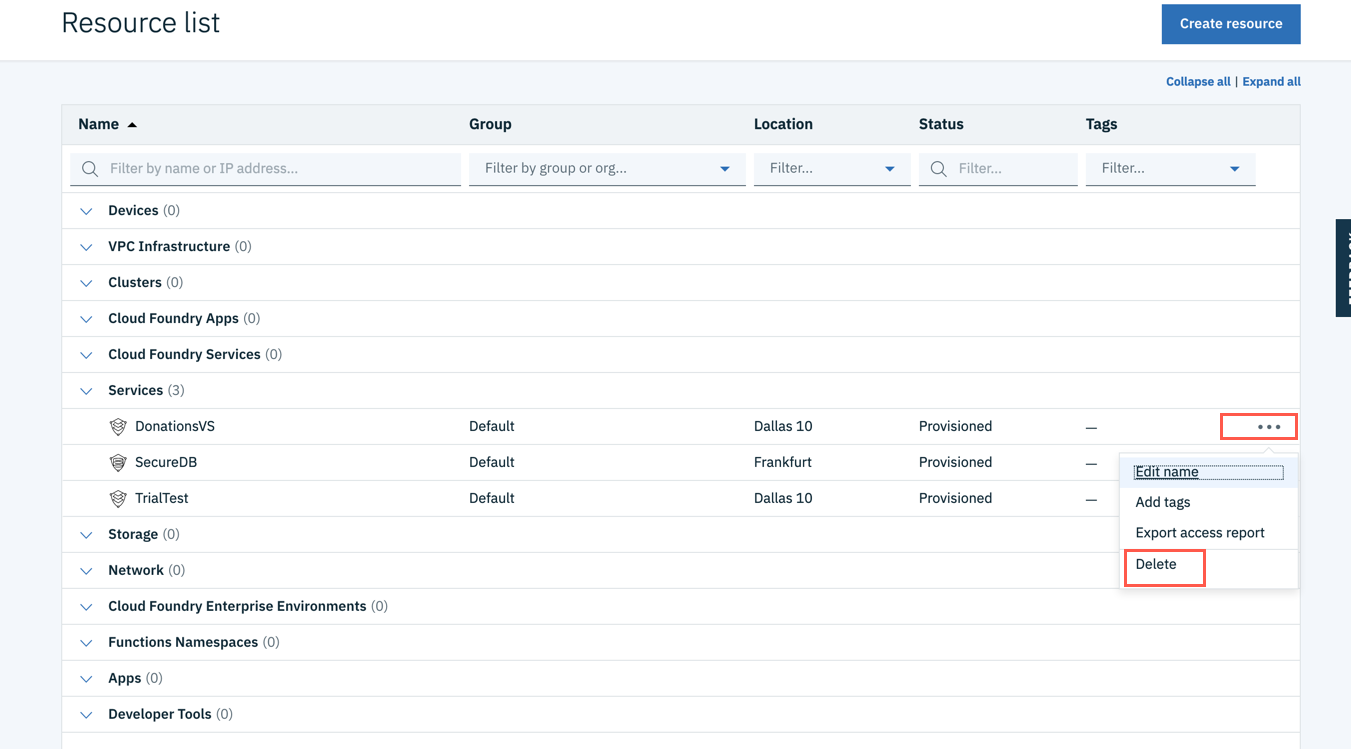 Resource list
Create resource
Collapse all | Expand all
Name Group Location Status Tags
Filter by name or IP address... Filter by group or org... Filter... Filter... Filter...
Devices (0)
VPC Infrastructure (0)
Clusters (0)
Cloud Foundry Apps (0)
Cloud Foundry Services (0)
Services (3)
DonationsVS Default Dallas 10 Provisioned —
SecureDB Default Frankfurt Provisioned —
TrialTest Default Dallas 10 Provisioned —
Edit name
Add tags
Export access report
Delete
Storage (0)
Network (0)
Cloud Foundry Enterprise Environments (0)
Functions Namespaces (0)
Apps (0)
Developer Tools (0)